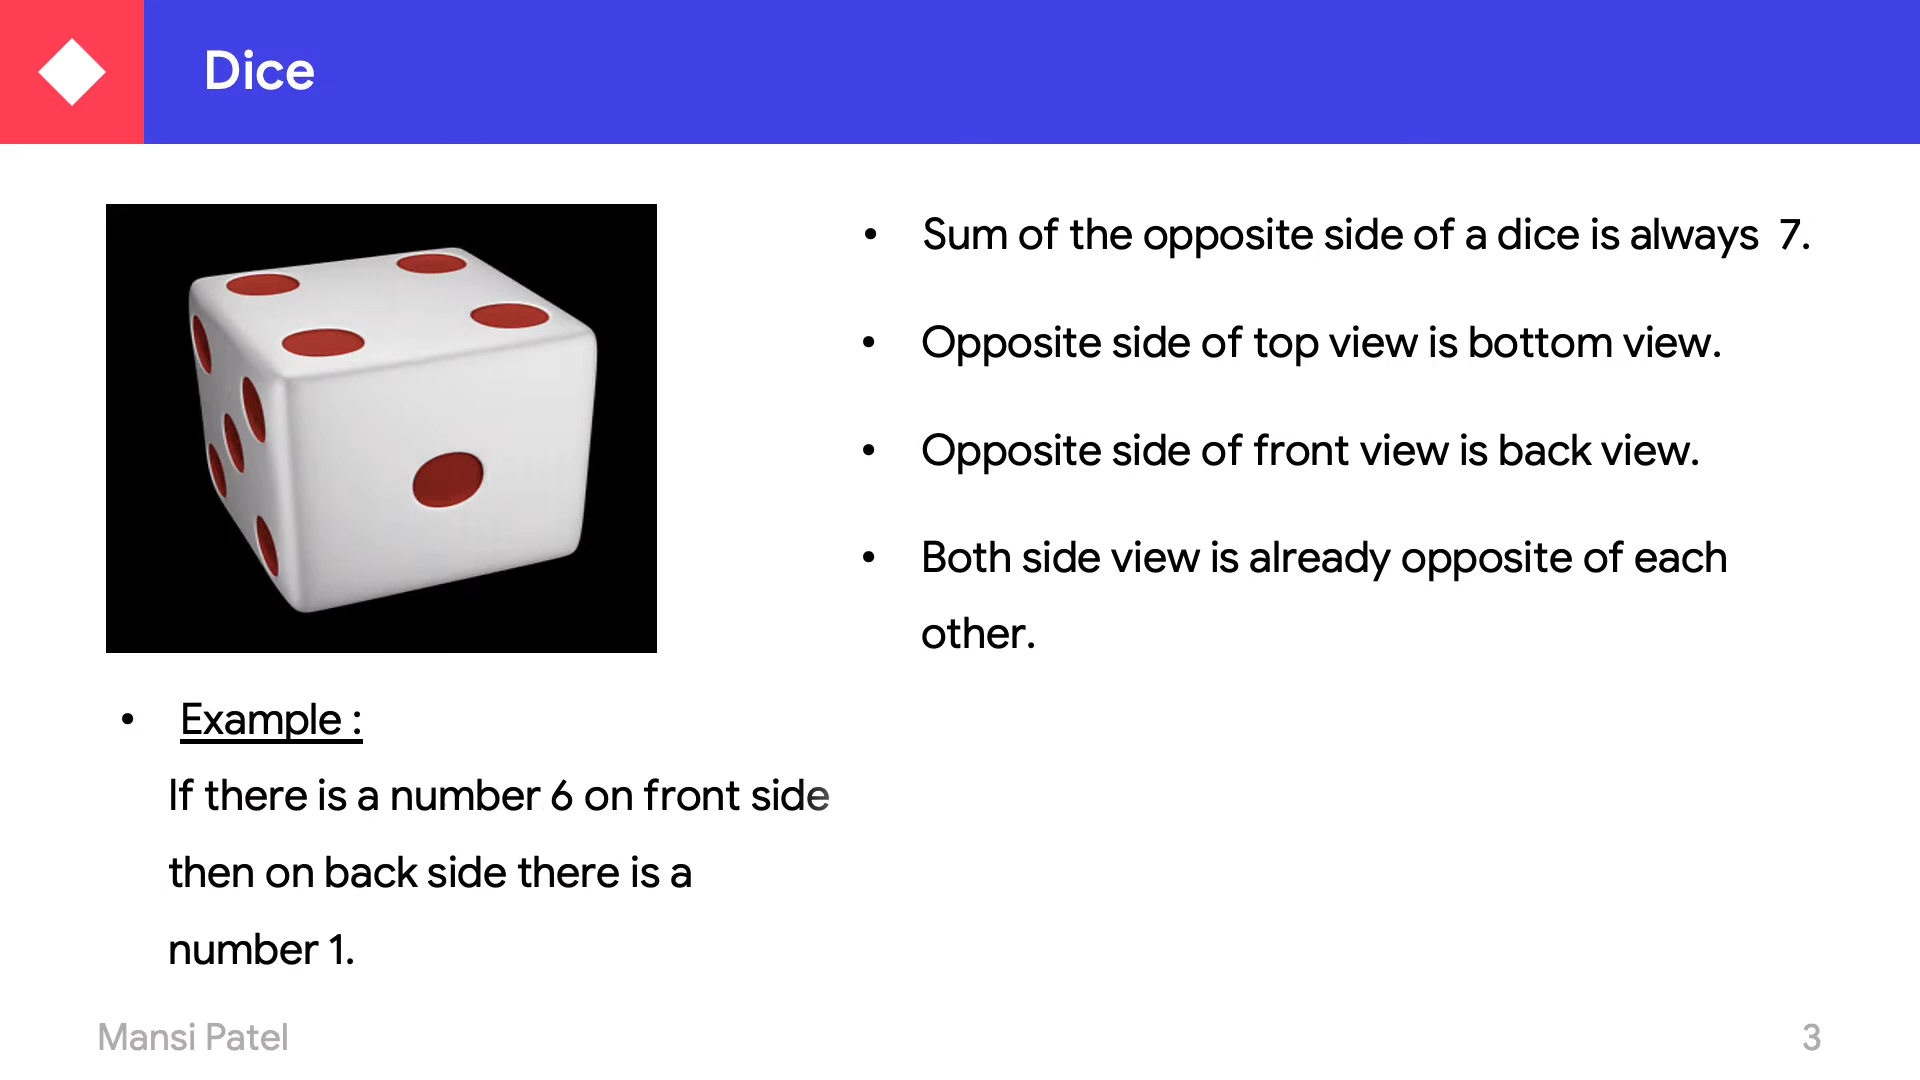 Dice
• Sum of the opposite side of a dice is always 7.
• Opposite side of top view is bottom view.
• Opposite side of front view is back view.
• Both side view is already opposite of each
other.
• Example :
If there is a number 6 on front side
then on back side there is a
number 1.
Mansi Patel
3